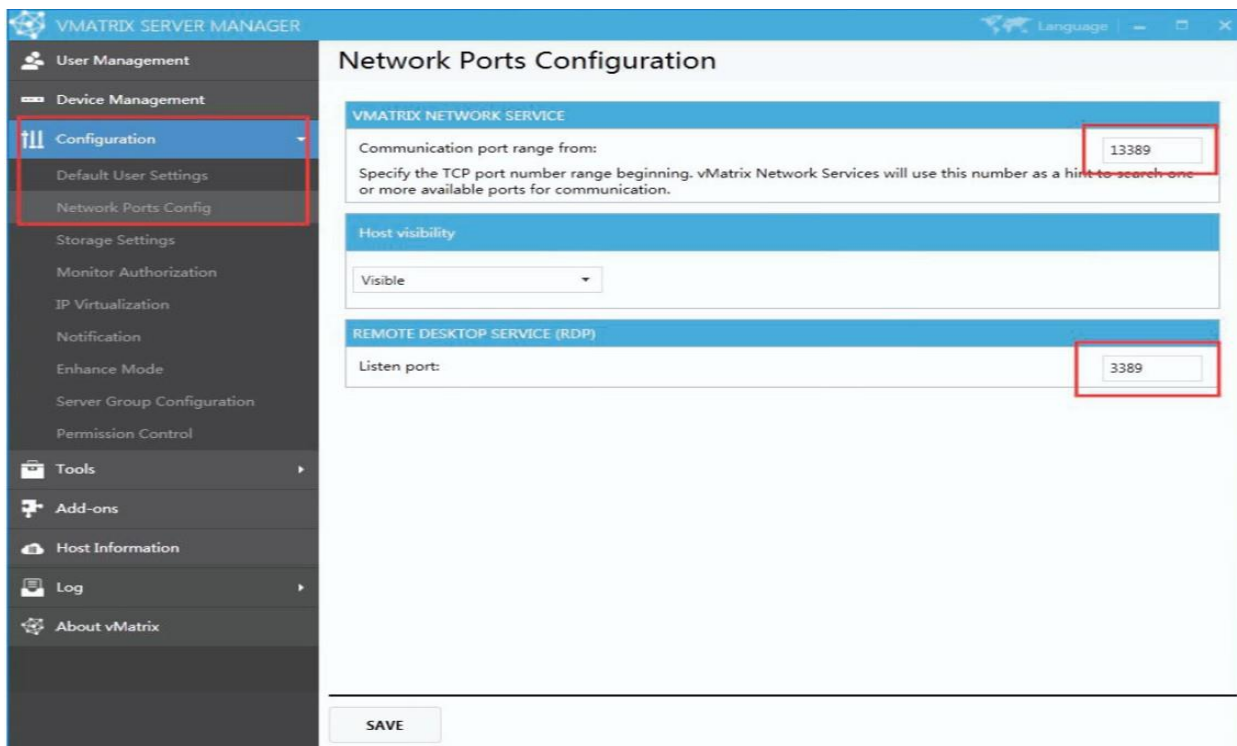 VMATRIX SERVER MANAGER
Language
User Management
Device Management
Configuration
Default User Settings
Network Ports Config
Storage Settings
Monitor Authorization
IP Virtualization
Notification
Enhance Mode
Server Group Configuration
Permission Control
Tools
Add-ons
Host Information
Log
About vMatrix
Network Ports Configuration
VMATRIX NETWORK SERVICE
Communication port range from:
13389
Specify the TCP port number range beginning. vMatrix Network Services will use this number as a hint to search one
or more available ports for communication.
Host visibility
Visible
REMOTE DESKTOP SERVICE (RDP)
Listen port:
3389
SAVE